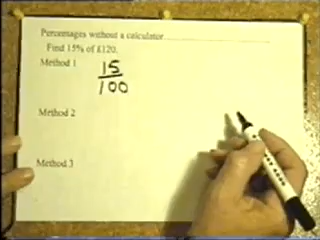 Percentages without a calculator
Find 15% of £120.
Method 1
15
100
Method 2
Method 3